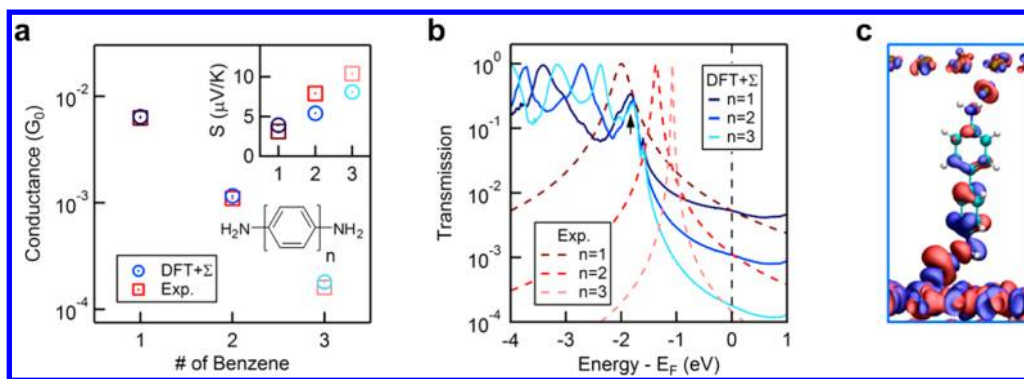 a
Conductance (G0)
10-2
10-3
10-4
1
2
3
# of Benzene
DFT+Σ
Exp.
S (μV/K)
10
5
0
1
2
3
H2N
NH2
n
b
Transmission
100
10-1
10-2
10-3
10-4
-4
-3
-2
-1
0
1
Energy - EF (eV)
DFT+Σ
n=1
n=2
n=3
Exp.
n=1
n=2
n=3
c